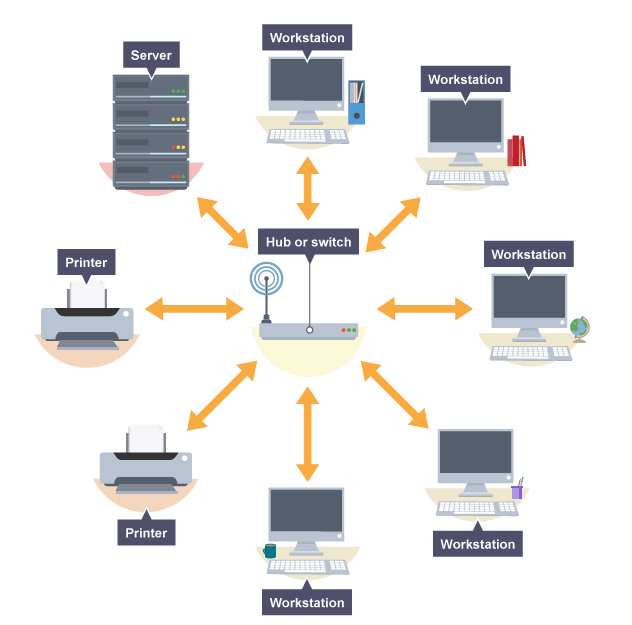 Workstation
Server
Workstation
Hub or switch
Workstation
Printer
Printer
Workstation
Workstation